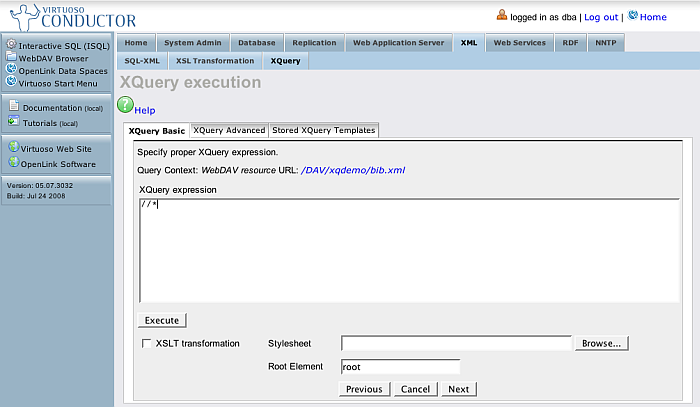 VIRTUOSO
CONDUCTOR
logged in as dba | Log out | Home
Interactive SQL (ISQL)
WebDAV Browser
OpenLink Data Spaces
Virtuoso Start Menu
Documentation (local)
Tutorials (local)
Virtuoso Web Site
OpenLink Software
Version: 05.07.3032
Build: Jul 24 2008
Home System Admin Database Replication Web Application Server XML Web Services RDF NNTP
SQL-XML XSL Transformation XQuery
XQuery execution
Help
XQuery Basic XQuery Advanced Stored XQuery Templates
Specify proper XQuery expression.
Query Context: WebDAV resource URL: /DAV/xqdemo/bib.xml
XQuery expression
//*
Execute
XSLT transformation Stylesheet Browse...
Root Element root
Previous Cancel Next